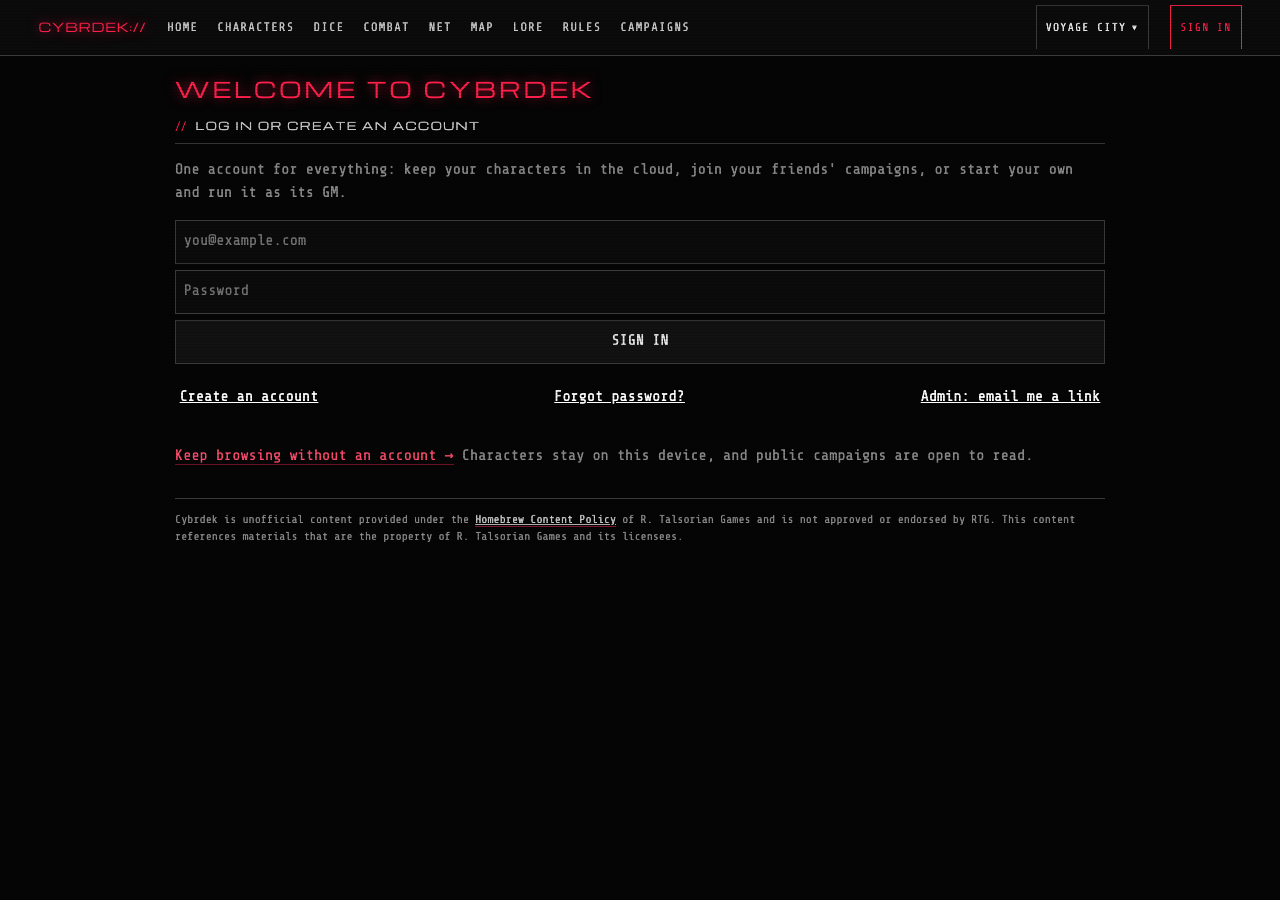 CYBRDEK:// HOME CHARACTERS DICE COMBAT NET MAP LORE RULES CAMPAIGNS VOYAGE CITY ▾ SIGN IN
WELCOME TO CYBRDEK
// LOG IN OR CREATE AN ACCOUNT
One account for everything: keep your characters in the cloud, join your friends' campaigns, or start your own
and run it as its GM.
you@example.com
Password
SIGN IN
Create an account Forgot password? Admin: email me a link
Keep browsing without an account → Characters stay on this device, and public campaigns are open to read.
Cybrdek is unofficial content provided under the Homebrew Content Policy of R. Talsorian Games and is not approved or endorsed by RTG. This content
references materials that are the property of R. Talsorian Games and its licensees.